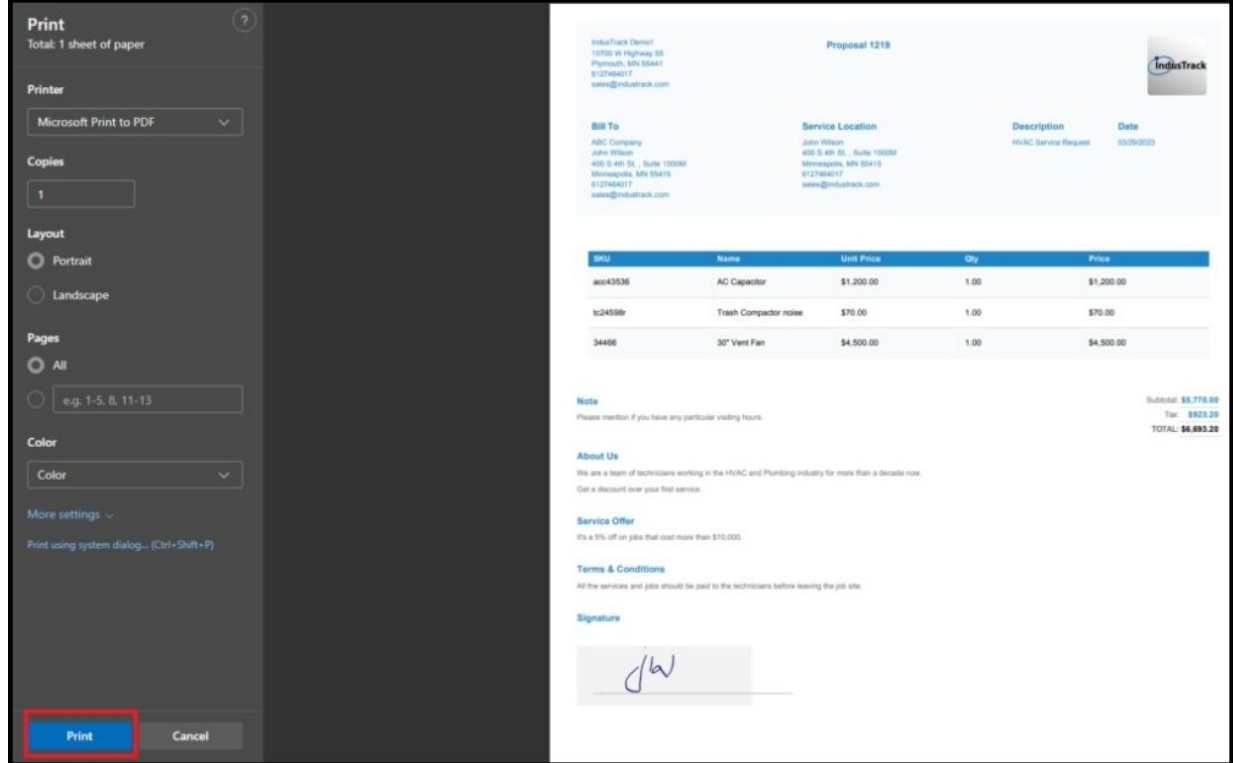 Print
?
Total: 1 sheet of paper
Printer
Microsoft Print to PDF
Copies
1
Layout
Portrait
Landscape
Pages
All
e.g. 1-5, 8, 11-13
Color
Color
More settings
Print using system dialog... (Ctrl+Shift+P)
Print Cancel
IndusTrack Demo1
10700 W Highway 55
Plymouth, MN 55441
6127464017
sales@industrack.com
Proposal 1219
IndusTrack
Bill To
ABC Company
John Wilson
400 S 4th St, , Suite 1000M
Minneapolis, MN 55415
6127464017
sales@industrack.com
Service Location
John Wilson
400 S 4th St, , Suite 1000M
Minneapolis, MN 55415
6127464017
sales@industrack.com
Description
HVAC Service Request
Date
03/29/2023
SKU Name Unit Price Qty Price
acc43536 AC Capacitor $1,200.00 1.00 $1,200.00
tc24598r Trash Compactor noise $70.00 1.00 $70.00
34466 30" Vent Fan $4,500.00 1.00 $4,500.00
Note
Please mention if you have any particular visiting hours.
Subtotal: $5,770.00
Tax: $923.20
TOTAL: $6,693.20
About Us
We are a team of technicians working in the HVAC and Plumbing industry for more than a decade now.
Get a discount over your first service.
Service Offer
It's a 5% off on jobs that cost more than $10,000.
Terms & Conditions
All the services and jobs should be paid to the technicians before leaving the job site.
Signature
JW